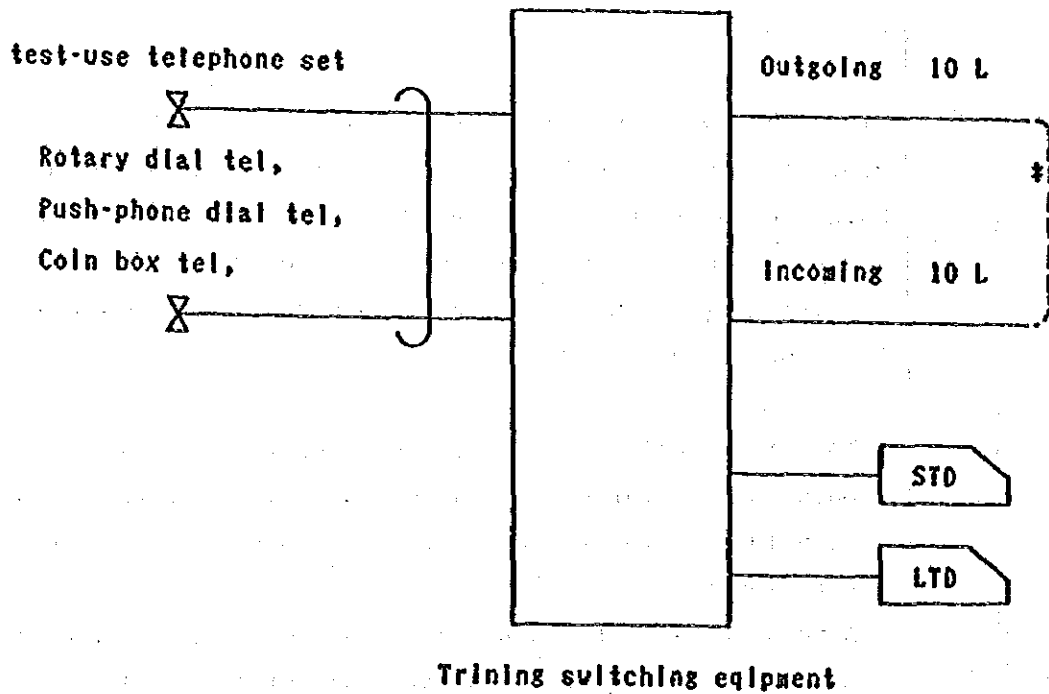 test-use telephone set
Outgoing 10 L
Rotary dial tel,
*
Push-phone dial tel,
Coin box tel,
Incoming 10 L
STD
LTD
Trining switching eqipment